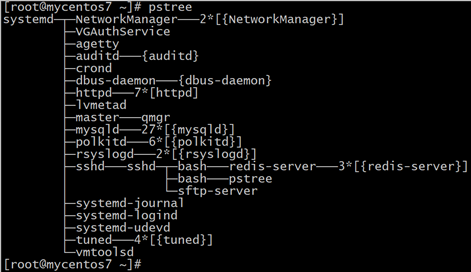 [root@mycentos7 ~]# pstree
systemd─┬─NetworkManager───2*[{NetworkManager}]
        ├─VGAuthService
        ├─agetty
        ├─auditd───{auditd}
        ├─crond
        ├─dbus-daemon───{dbus-daemon}
        ├─httpd───7*[httpd]
        ├─lvmetad
        ├─master───qmgr
        ├─mysqld───27*[{mysqld}]
        ├─polkitd───6*[{polkitd}]
        ├─rsyslogd───2*[{rsyslogd}]
        ├─sshd───sshd─┬─bash───redis-server───3*[{redis-server}]
        │             ├─bash───pstree
        │             └─sftp-server
        ├─systemd-journal
        ├─systemd-logind
        ├─systemd-udevd
        ├─tuned───4*[{tuned}]
        └─vmtoolsd
[root@mycentos7 ~]#